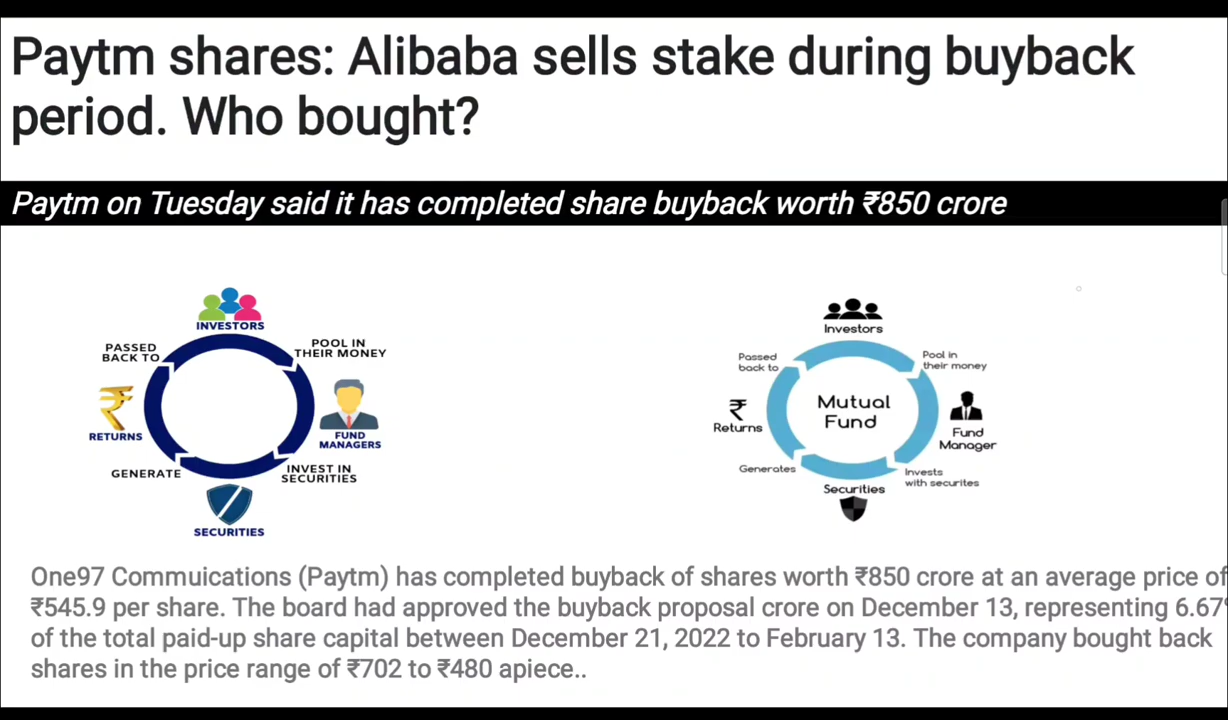 Paytm shares: Alibaba sells stake during buyback
period. Who bought?
Paytm on Tuesday said it has completed share buyback worth ₹850 crore
INVESTORS
PASSED
BACK TO
POOL IN
THEIR MONEY
RETURNS
FUND
MANAGERS
GENERATE
INVEST IN
SECURITIES
SECURITIES
Investors
Passed
back to
Pool in
their money
Mutual
Fund
₹
Returns
Fund
Manager
Generates
Invests
with securites
Securities
One97 Commuications (Paytm) has completed buyback of shares worth ₹850 crore at an average price of
₹545.9 per share. The board had approved the buyback proposal crore on December 13, representing 6.67%
of the total paid-up share capital between December 21, 2022 to February 13. The company bought back
shares in the price range of ₹702 to ₹480 apiece..